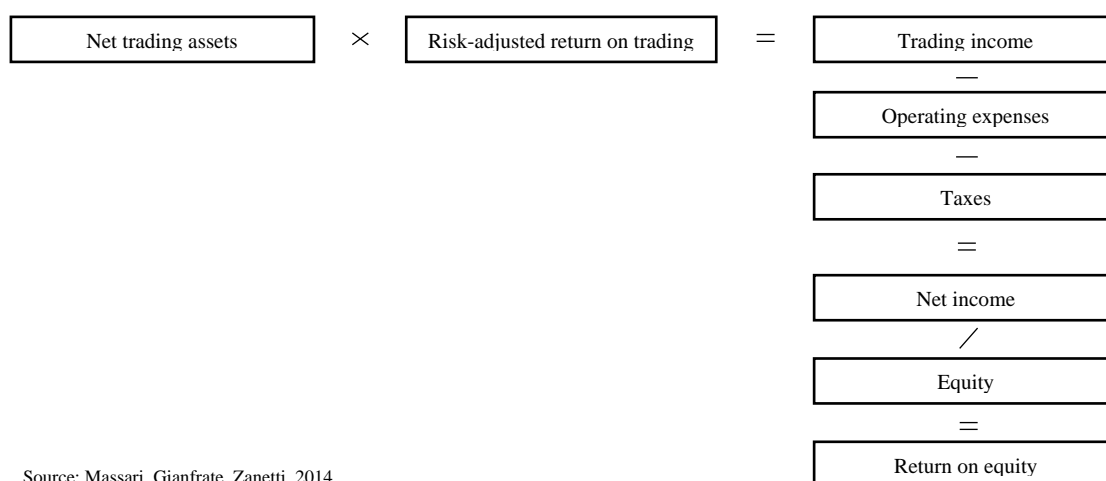 Net trading assets × Risk-adjusted return on trading = Trading income
—
Operating expenses
—
Taxes
=
Net income
/
Equity
=
Return on equity
Source: Massari, Gianfrate, Zanetti, 2014